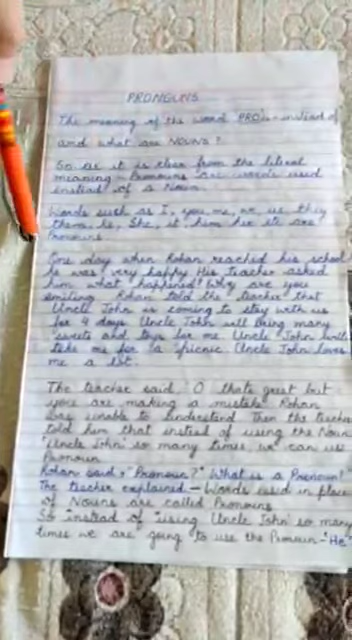 PRONOUNS
The meaning of the word 'PRO' is - instead of
and what are NOUNS?
So as it is clear from the literal
meaning - Pronouns are words used
instead of a Noun
Words such as I, you, me, we, us, they
them, he, She, it, him her etc are
Pronouns
One day when Rohan reached his school
he was very happy His teacher asked
him what happened? Why are you
smiling. Rohan told the teacher that
Uncle John is coming to stay with us
for 4 days Uncle John will bring many
sweets and toys for me Uncle John will
take me for a picnic Uncle John loves
me a lot.
The teacher said, O thats great but
you are making a mistake Rohan
was unable to understand Then the teacher
told him that instead of using the Noun
'Uncle John' so many times we can use
Pronoun
Rohan said, "Pronoun?" What is a Pronoun?
The teacher explained - Words used in place
of Nouns are called Pronouns
So instead of using Uncle John' so many
times we are going to use the Pronoun - "He"